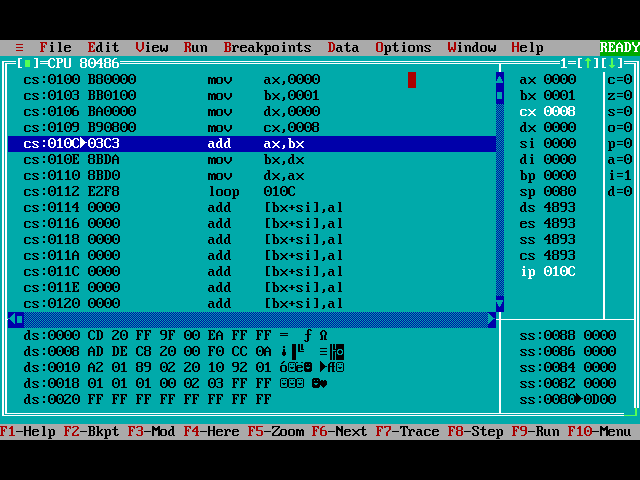 ≡ File Edit View Run Breakpoints Data Options Window Help READY
[■]=CPU 80486 1=[↑][↓]
cs:0100 B80000 mov ax,0000 ax 0000 c=0
cs:0103 BB0100 mov bx,0001 bx 0001 z=0
cs:0106 BA0000 mov dx,0000 cx 0008 s=0
cs:0109 B90800 mov cx,0008 dx 0000 o=0
cs:010C▶03C3 add ax,bx si 0000 p=0
cs:010E 8BDA mov bx,dx di 0000 a=0
cs:0110 8BD0 mov dx,ax bp 0000 i=1
cs:0112 E2F8 loop 010C sp 0080 d=0
cs:0114 0000 add [bx+si],al ds 4893
cs:0116 0000 add [bx+si],al es 4893
cs:0118 0000 add [bx+si],al ss 4893
cs:011A 0000 add [bx+si],al cs 4893
cs:011C 0000 add [bx+si],al ip 010C
cs:011E 0000 add [bx+si],al
cs:0120 0000 add [bx+si],al
ds:0000 CD 20 FF 9F 00 EA FF FF = ƒ Ω ss:0088 0000
ds:0008 AD DE C8 20 00 F0 CC 0A ss:0086 0000
ds:0010 A2 01 89 02 20 10 92 01 ss:0084 0000
ds:0018 01 01 01 00 02 03 FF FF ☺☺☺ ☻♥ ss:0082 0000
ds:0020 FF FF FF FF FF FF FF FF ss:0080▶0D00
F1-Help F2-Bkpt F3-Mod F4-Here F5-Zoom F6-Next F7-Trace F8-Step F9-Run F10-Menu